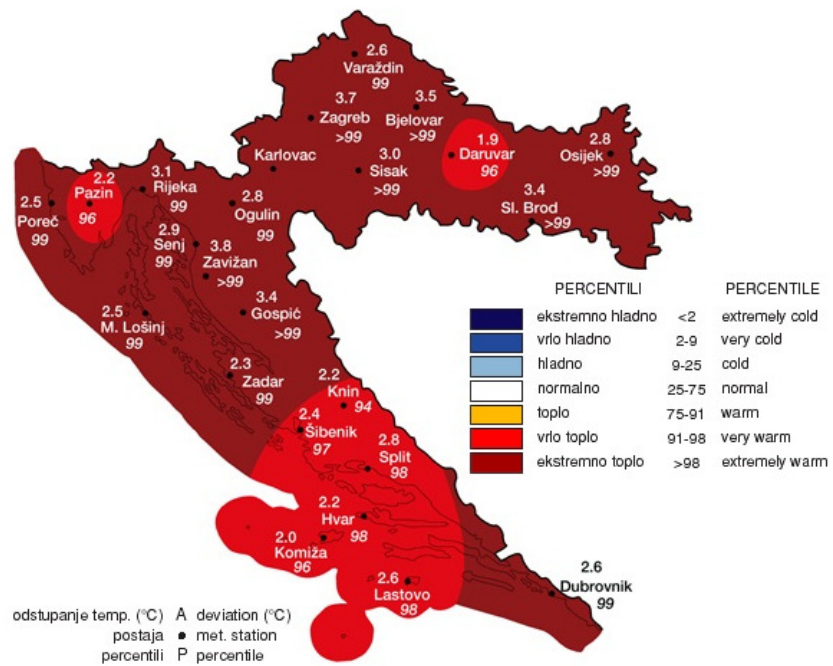 2.6
Varaždin
99
3.7
Zagreb
>99
3.5
Bjelovar
>99
1.9
Daruvar
96
2.8
Osijek
>99
Karlovac
3.0
Sisak
>99
3.4
Sl. Brod
>99
2.2
Pazin
96
3.1
Rijeka
99
2.5
Poreč
99
2.8
Ogulin
99
2.9
Senj
99
3.8
Zavižan
>99
2.5
M. Lošinj
99
3.4
Gospić
>99
2.3
Zadar
99
2.2
Knin
94
2.4
Šibenik
97
2.8
Split
98
2.2
Hvar
98
2.0
Komiža
96
2.6
Lastovo
98
2.6
Dubrovnik
99
PERCENTILI PERCENTILE
ekstremno hladno <2 extremely cold
vrlo hladno 2-9 very cold
hladno 9-25 cold
normalno 25-75 normal
toplo 75-91 warm
vrlo toplo 91-98 very warm
ekstremno toplo >98 extremely warm
odstupanje temp. (°C) A deviation (°C)
postaja ● met. station
percentili P percentile